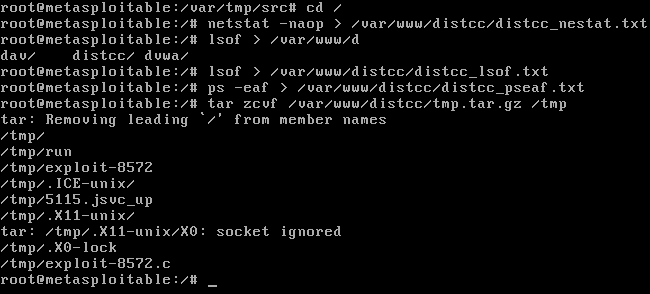 root@metasploitable:/var/tmp/src# cd /
root@metasploitable:/# netstat -naop > /var/www/distcc/distcc_nestat.txt
root@metasploitable:/# lsof > /var/www/d
dav/    distcc/ dvwa/
root@metasploitable:/# lsof > /var/www/distcc/distcc_lsof.txt
root@metasploitable:/# ps -eaf > /var/www/distcc/distcc_pseaf.txt
root@metasploitable:/# tar zcvf /var/www/distcc/tmp.tar.gz /tmp
tar: Removing leading `/' from member names
/tmp/
/tmp/run
/tmp/exploit-8572
/tmp/.ICE-unix/
/tmp/5115.jsvc_up
/tmp/.X11-unix/
tar: /tmp/.X11-unix/X0: socket ignored
/tmp/.X0-lock
/tmp/exploit-8572.c
root@metasploitable:/# _